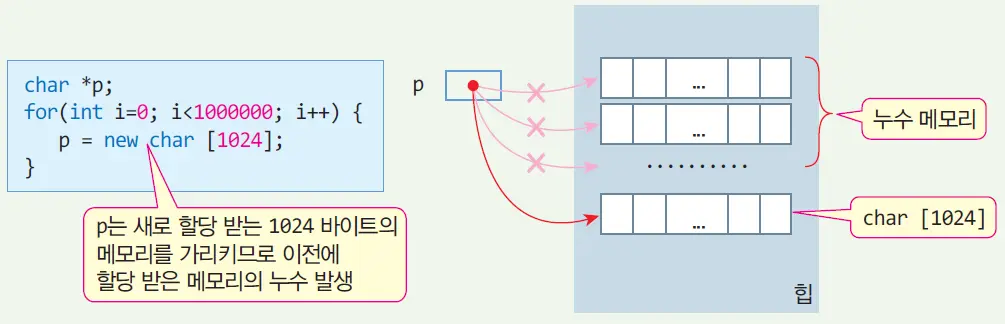 char *p;
for(int i=0; i<1000000; i++) {
p = new char [1024];
}
p는 새로 할당 받는 1024 바이트의
메모리를 가리키므로 이전에
할당 받은 메모리의 누수 발생
p
...
...
..........
...
누수 메모리
char [1024]
힙